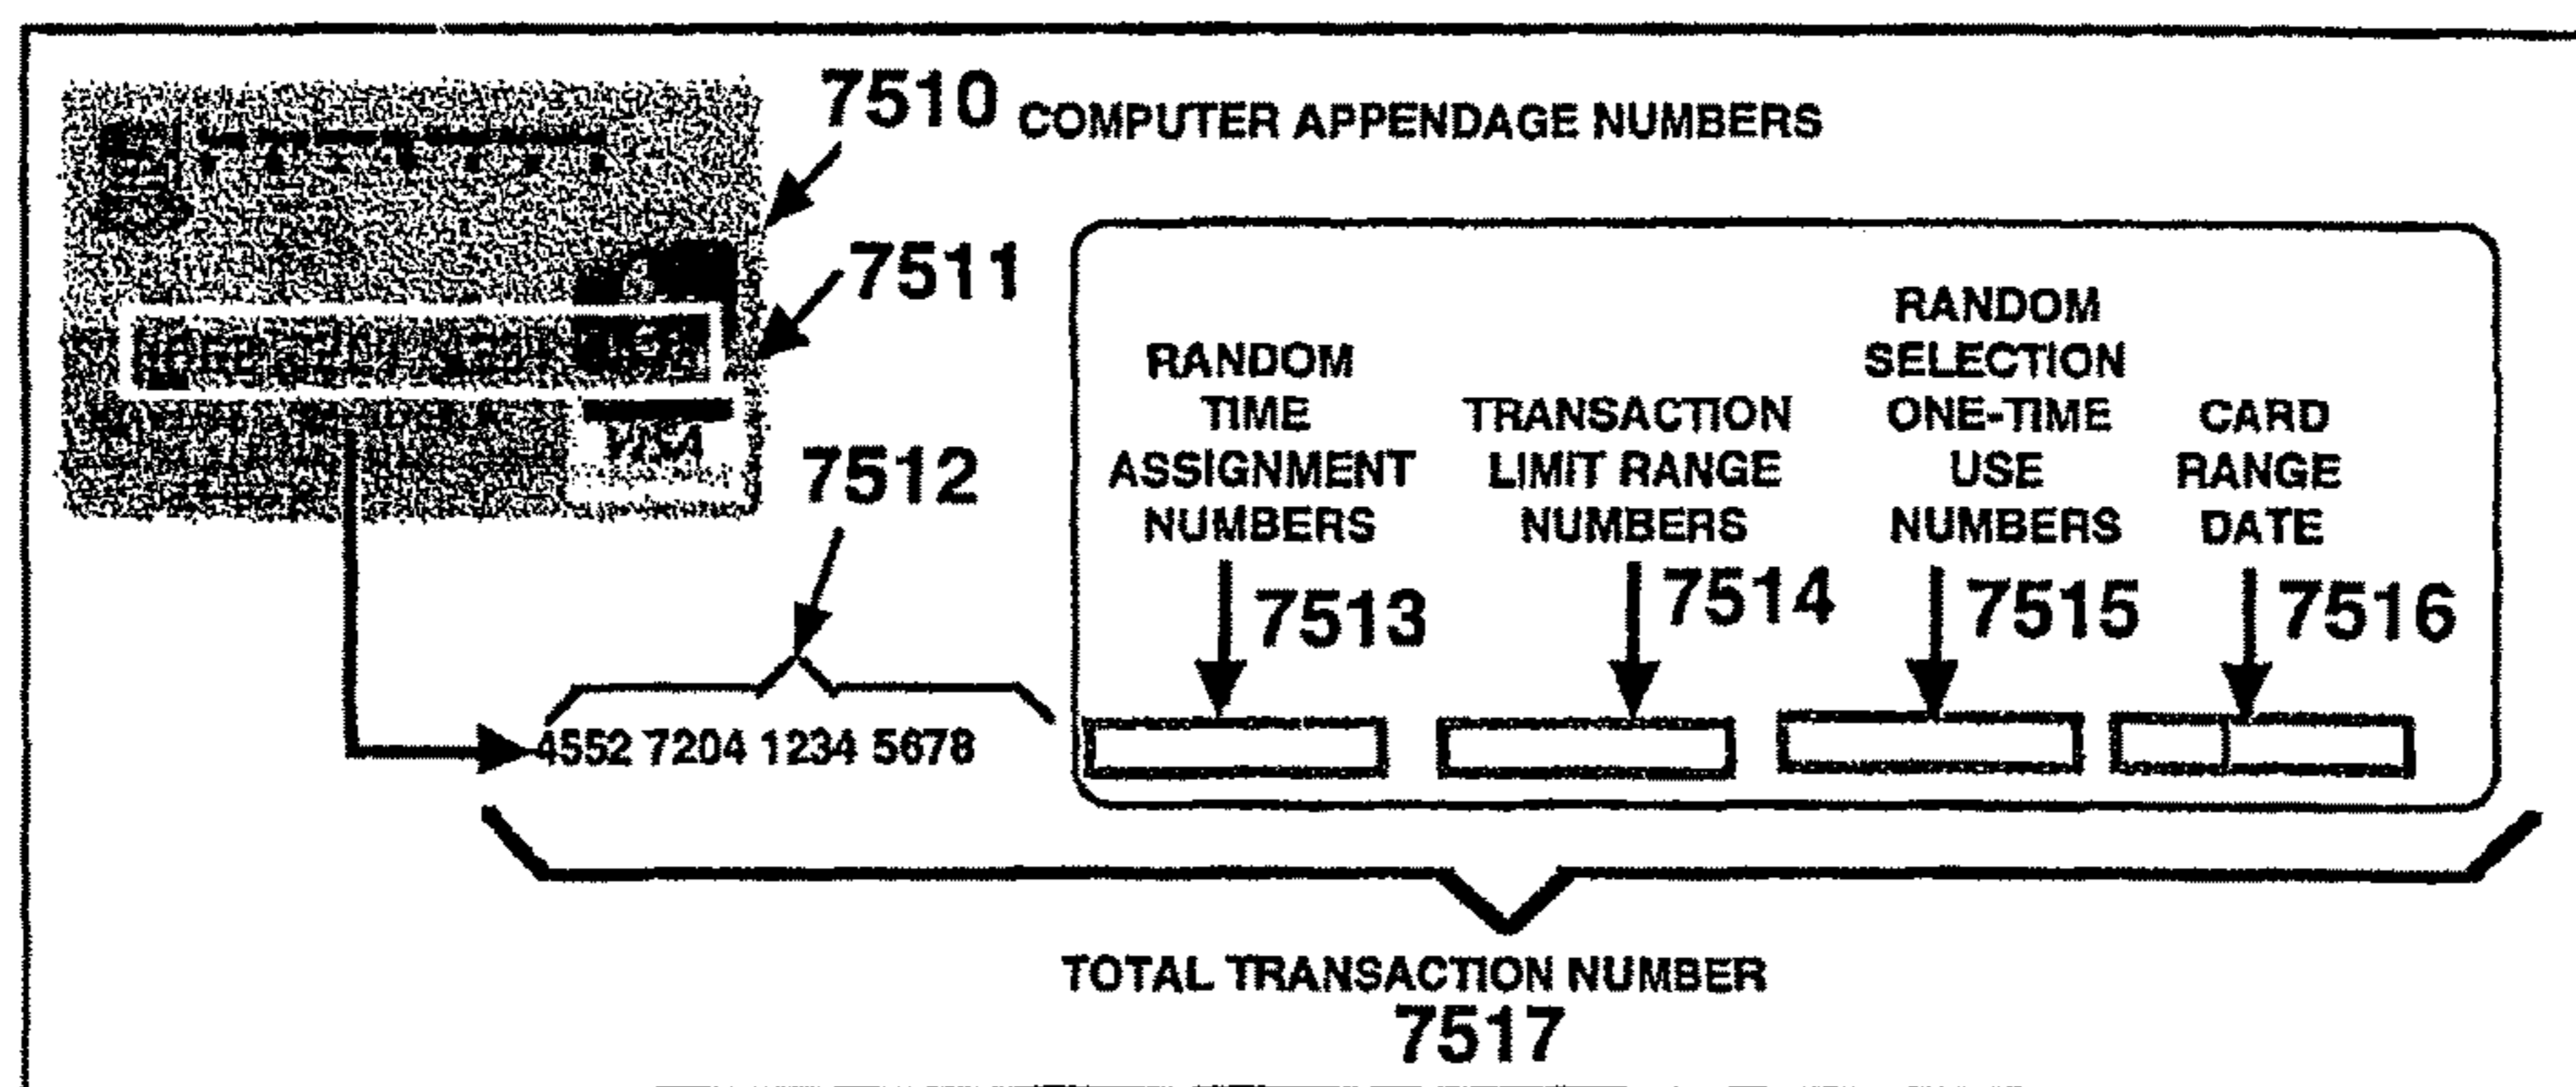 7510 COMPUTER APPENDAGE NUMBERS
7511
7512
VISA
RANDOM
TIME
ASSIGNMENT
NUMBERS
7513
TRANSACTION
LIMIT RANGE
NUMBERS
7514
RANDOM
SELECTION
ONE-TIME
USE
NUMBERS
7515
CARD
RANGE
DATE
7516
4552 7204 1234 5678
TOTAL TRANSACTION NUMBER
7517